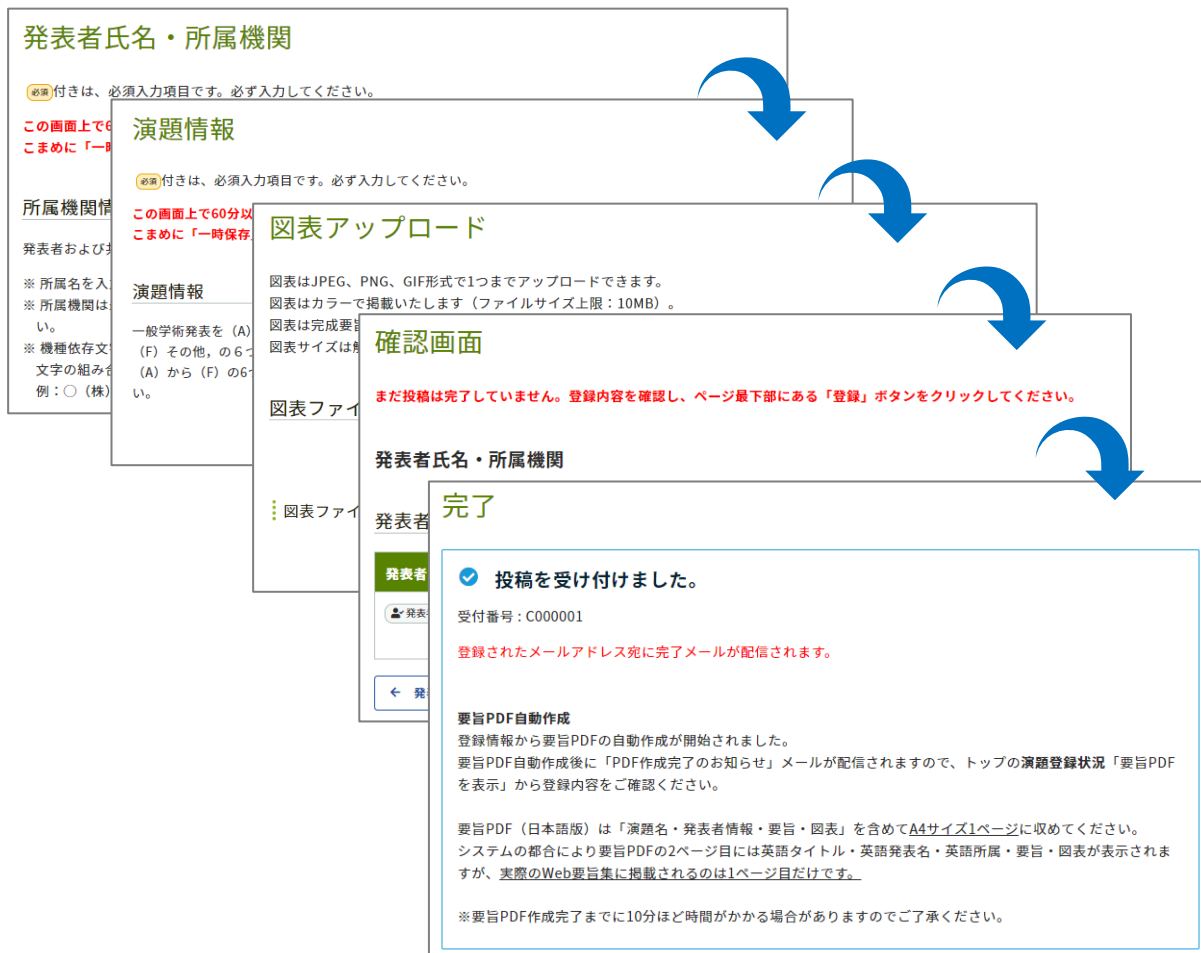 発表者氏名・所属機関
必須付きは、必須入力項目です。必ず入力してください。
この画面上で6
こまめに「一
所属機関情
発表者および
※ 所属名を入
※ 所属機関は
い。
※ 機種依存文
文字の組み合
例：○（株）
演題情報
必須付きは、必須入力項目です。必ず入力してください。
この画面上で60分以
こまめに「一時保存
演題情報
一般学術発表を（A）
（F）その他，の６つ
（A）から（F）の6つ
い。
図表アップロード
図表はJPEG、PNG、GIF形式で1つまでアップロードできます。
図表はカラーで掲載いたします（ファイルサイズ上限：10MB）。
図表は完成要旨
図表サイズは
図表ファイ
図表ファイ
確認画面
まだ投稿は完了していません。登録内容を確認し、ページ最下部にある「登録」ボタンをクリックしてください。
発表者氏名・所属機関
発表者
発表者
発表
← 発
完了
投稿を受け付けました。
受付番号 : C000001
登録されたメールアドレス宛に完了メールが配信されます。
要旨PDF自動作成
登録情報から要旨PDFの自動作成が開始されました。
要旨PDF自動作成後に「PDF作成完了のお知らせ」メールが配信されますので、トップの演題登録状況「要旨PDF
を表示」から登録内容をご確認ください。
要旨PDF（日本語版）は「演題名・発表者情報・要旨・図表」を含めてA4サイズ1ページに収めてください。
システムの都合により要旨PDFの2ページ目には英語タイトル・英語発表名・英語所属・要旨・図表が表示されま
すが、実際のWeb要旨集に掲載されるのは1ページ目だけです。
※要旨PDF作成完了までに10分ほど時間がかかる場合がありますのでご了承ください。